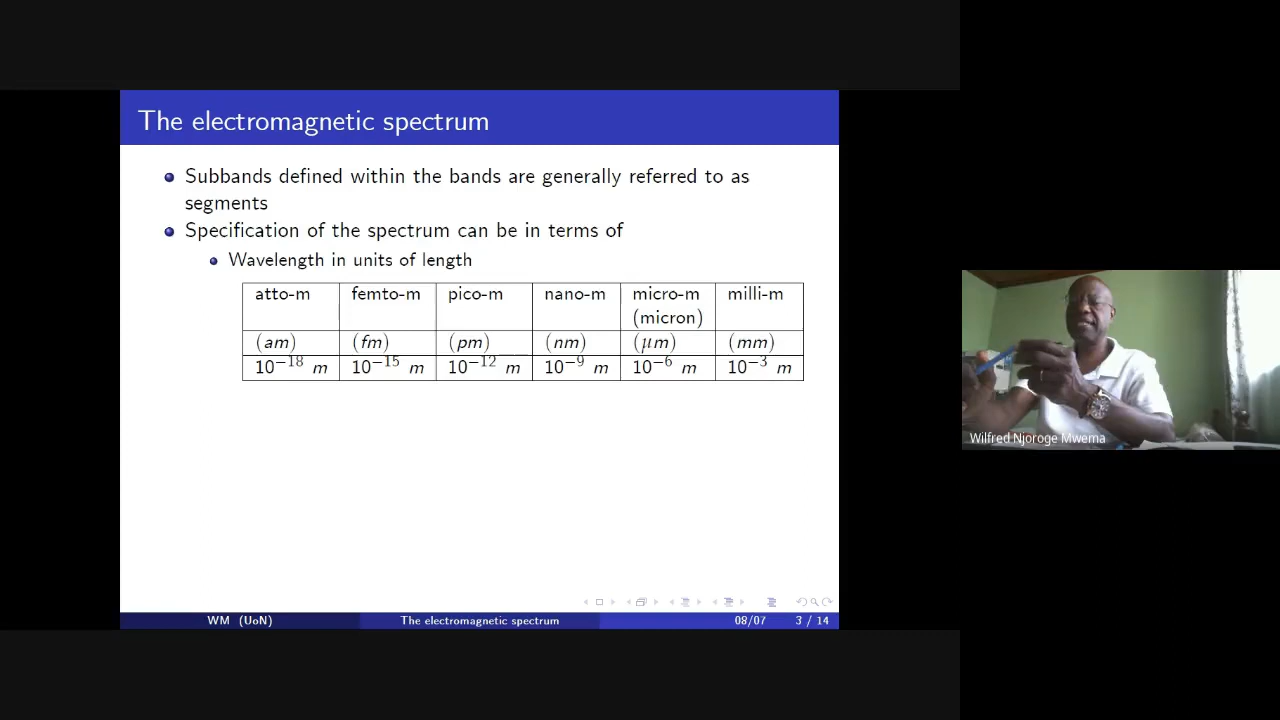 The electromagnetic spectrum
Subbands defined within the bands are generally referred to as
segments
Specification of the spectrum can be in terms of
Wavelength in units of length
atto-m femto-m pico-m nano-m micro-m milli-m
(micron)
(am) (fm) (pm) (nm) (μm) (mm)
10⁻¹⁸ m 10⁻¹⁵ m 10⁻¹² m 10⁻⁹ m 10⁻⁶ m 10⁻³ m
Wilfred Njoroge Mwema
WM (UoN) The electromagnetic spectrum 08/07 3 / 14